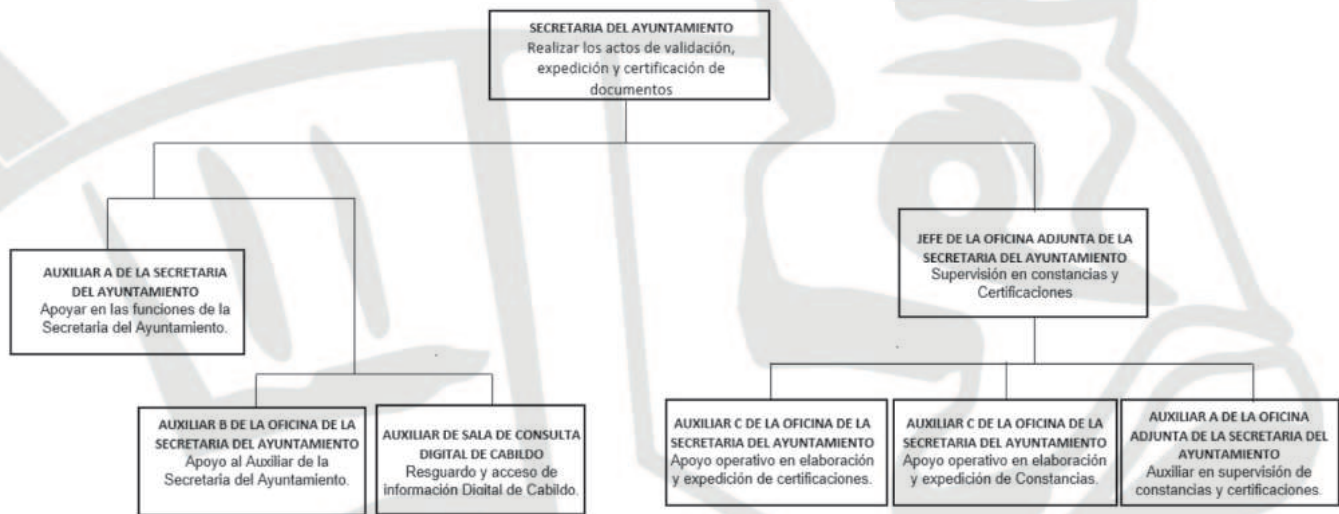 SECRETARIA DEL AYUNTAMIENTO
Realizar los actos de validación,
expedición y certificación de
documentos
JEFE DE LA OFICINA ADJUNTA DE LA
SECRETARIA DEL AYUNTAMIENTO
Supervisión en constancias y
Certificaciones
AUXILIAR A DE LA SECRETARIA
DEL AYUNTAMIENTO
Apoyar en las funciones de la
Secretaria del Ayuntamiento.
AUXILIAR B DE LA OFICINA DE LA
SECRETARIA DEL AYUNTAMIENTO
Apoyo al Auxiliar de la
Secretaria del Ayuntamiento.
AUXILIAR DE SALA DE CONSULTA
DIGITAL DE CABILDO
Resguardo y acceso de
información Digital de Cabildo.
AUXILIAR C DE LA OFICINA DE LA
SECRETARIA DEL AYUNTAMIENTO
Apoyo operativo en elaboración
y expedición de certificaciones.
AUXILIAR C DE LA OFICINA DE LA
SECRETARIA DEL AYUNTAMIENTO
Apoyo operativo en elaboración
y expedición de Constancias.
AUXILIAR A DE LA OFICINA
ADJUNTA DE LA SECRETARIA DEL
AYUNTAMIENTO
Auxiliar en supervisión de
constancias y certificaciones.